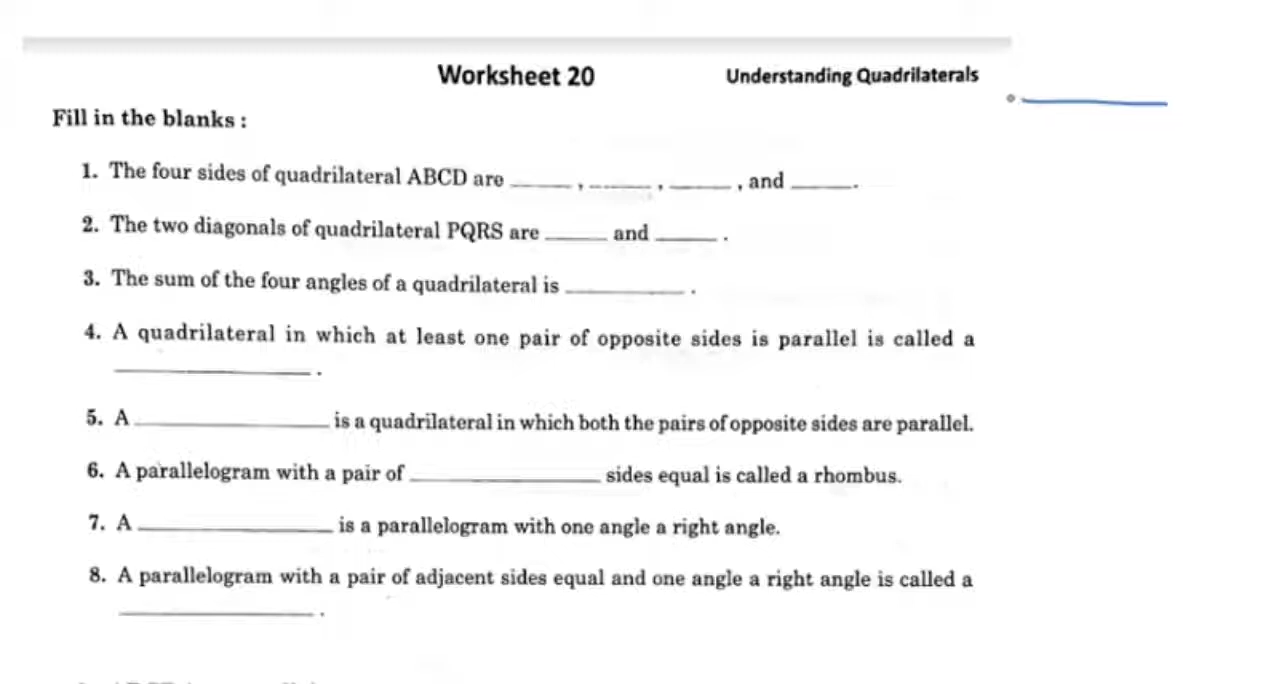 Worksheet 20 Understanding Quadrilaterals
Fill in the blanks :
1. The four sides of quadrilateral ABCD are ______ , ______ , ______ , and ______.
2. The two diagonals of quadrilateral PQRS are ______ and ______ .
3. The sum of the four angles of a quadrilateral is ____________ .
4. A quadrilateral in which at least one pair of opposite sides is parallel is called a
____________________ .
5. A ____________________ is a quadrilateral in which both the pairs of opposite sides are parallel.
6. A parallelogram with a pair of ____________________ sides equal is called a rhombus.
7. A ____________________ is a parallelogram with one angle a right angle.
8. A parallelogram with a pair of adjacent sides equal and one angle a right angle is called a
____________________ .